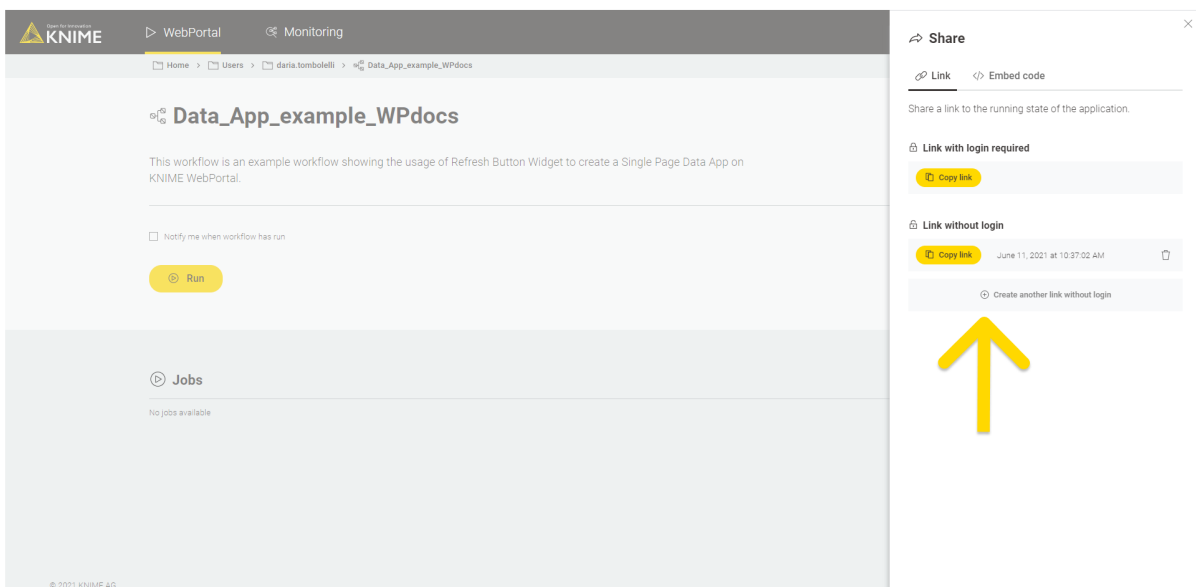 Open for Innovation
KNIME
WebPortal
Monitoring
Home > Users > daria.tombolelli > Data_App_example_WPdocs
Data_App_example_WPdocs
This workflow is an example workflow showing the usage of Refresh Button Widget to create a Single Page Data App on
KNIME WebPortal.
Notify me when workflow has run
Run
Jobs
No jobs available
© 2021 KNIME AG
Share
Link
Embed code
Share a link to the running state of the application.
Link with login required
Copy link
Link without login
Copy link June 11, 2021 at 10:37:02 AM
Create another link without login